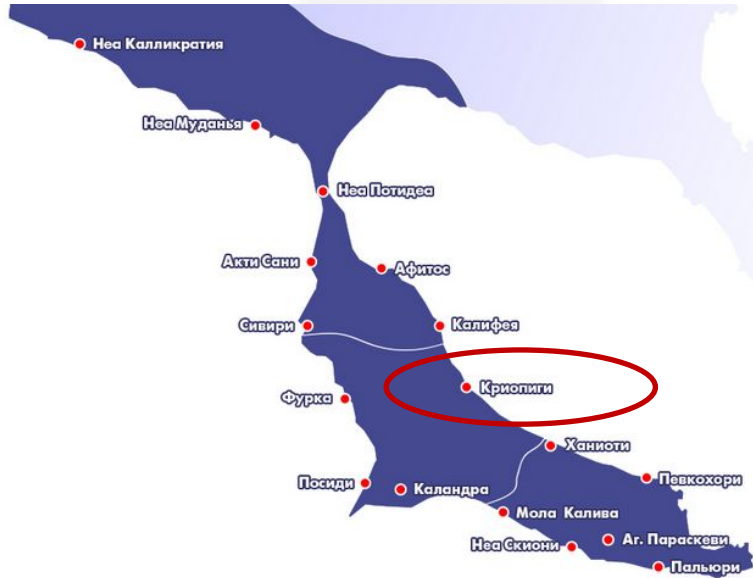 Неа Калликратия
Неа Муданья
Неа Потидеа
Акти Сани
Афитос
Сивири
Калифея
Криопиги
Фурка
Ханиоти
Певкохори
Посиди
Каландра
Мола Калива
Аг. Параскеви
Неа Скиони
Пальюри